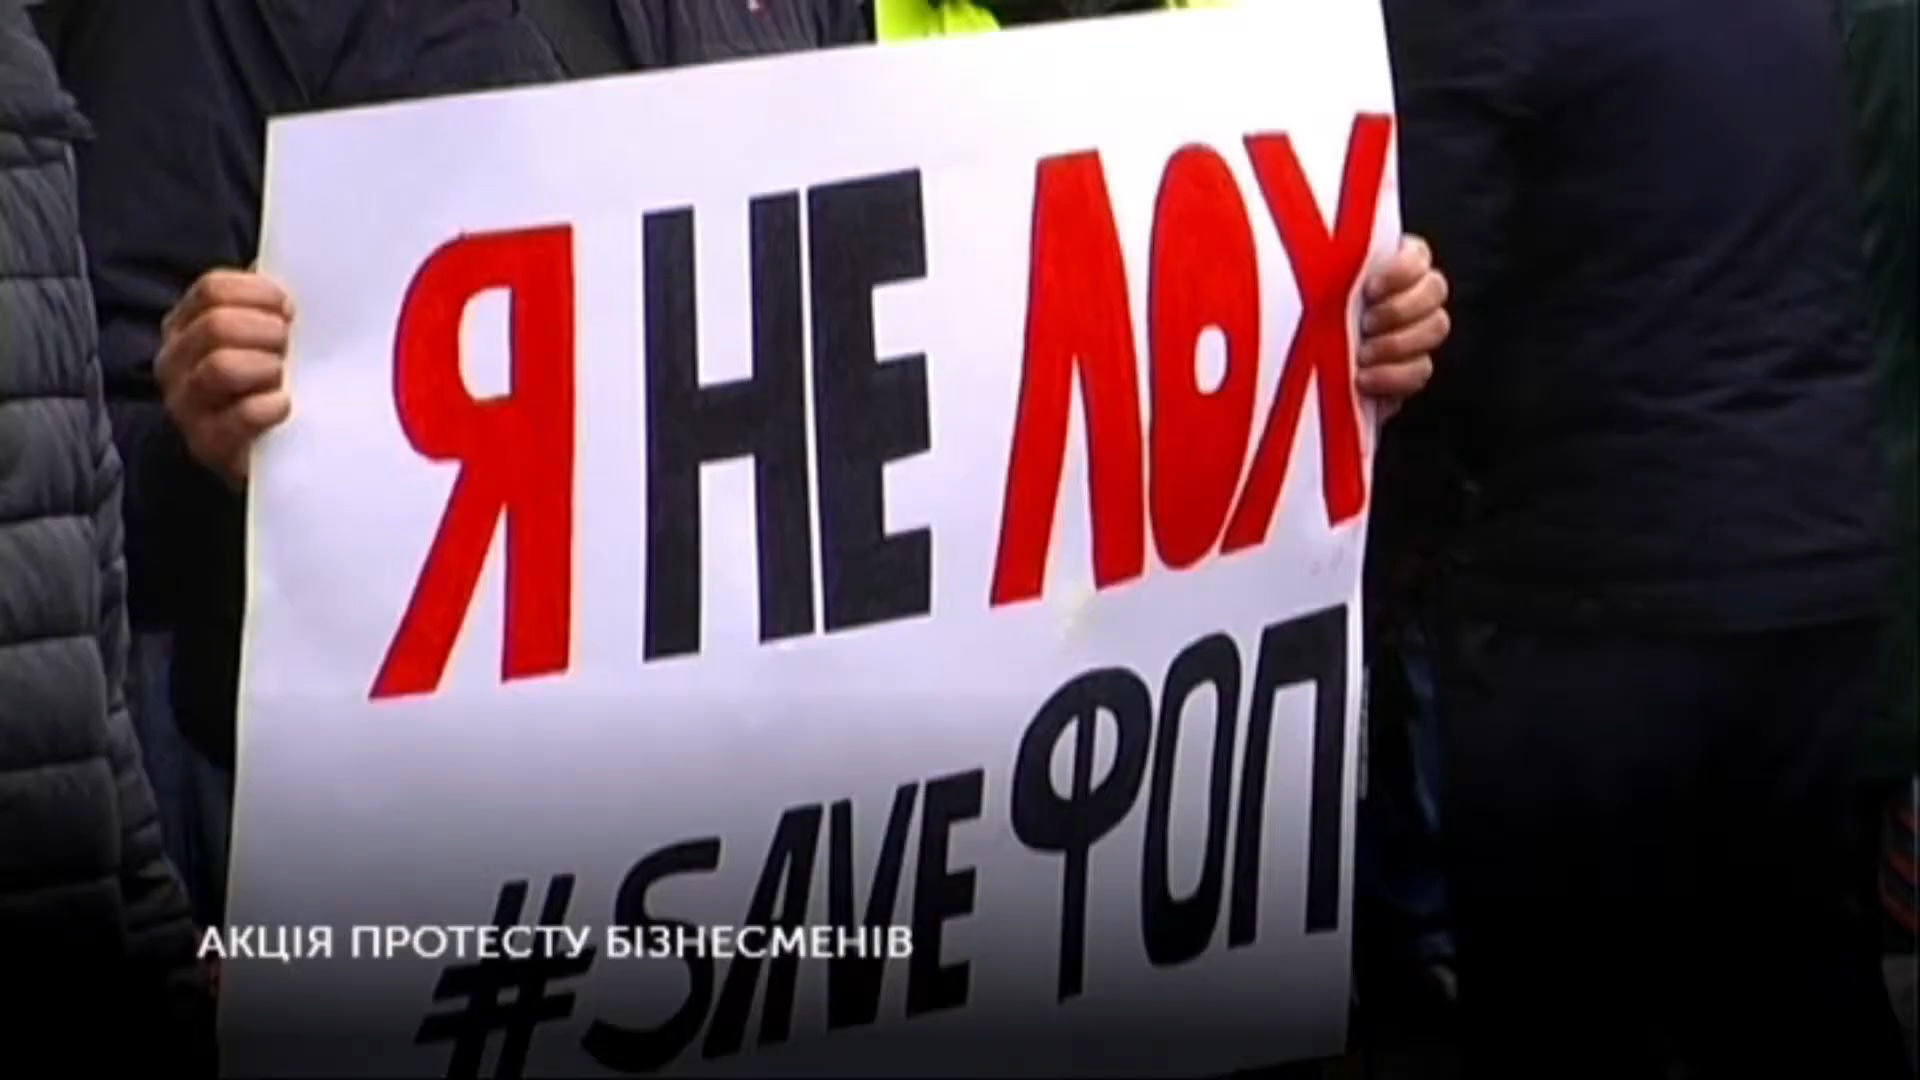 Я НЕ ЛОХ
#SAVE ФОП
АКЦІЯ ПРОТЕСТУ БІЗНЕСМЕНІВ